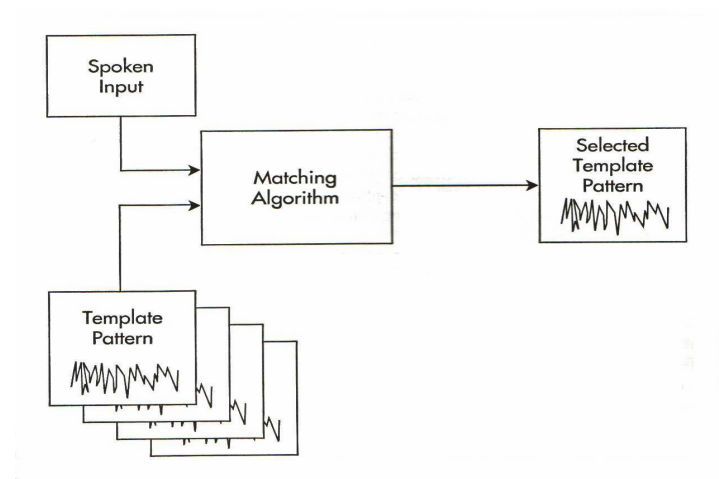 Spoken
Input
Matching
Algorithm
Selected
Template
Pattern
Template
Pattern